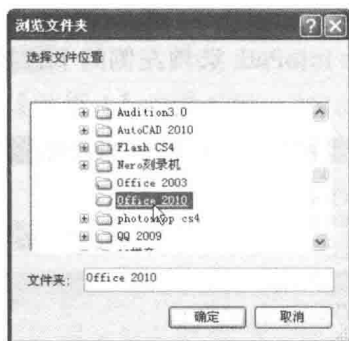 浏览文件夹
选择文件位置
Audition3.0
AutoCAD 2010
Flash CS4
Nero刻录机
Office 2003
Office 2010
photoshop cs4
QQ 2009
文件夹: Office 2010
确定 取消